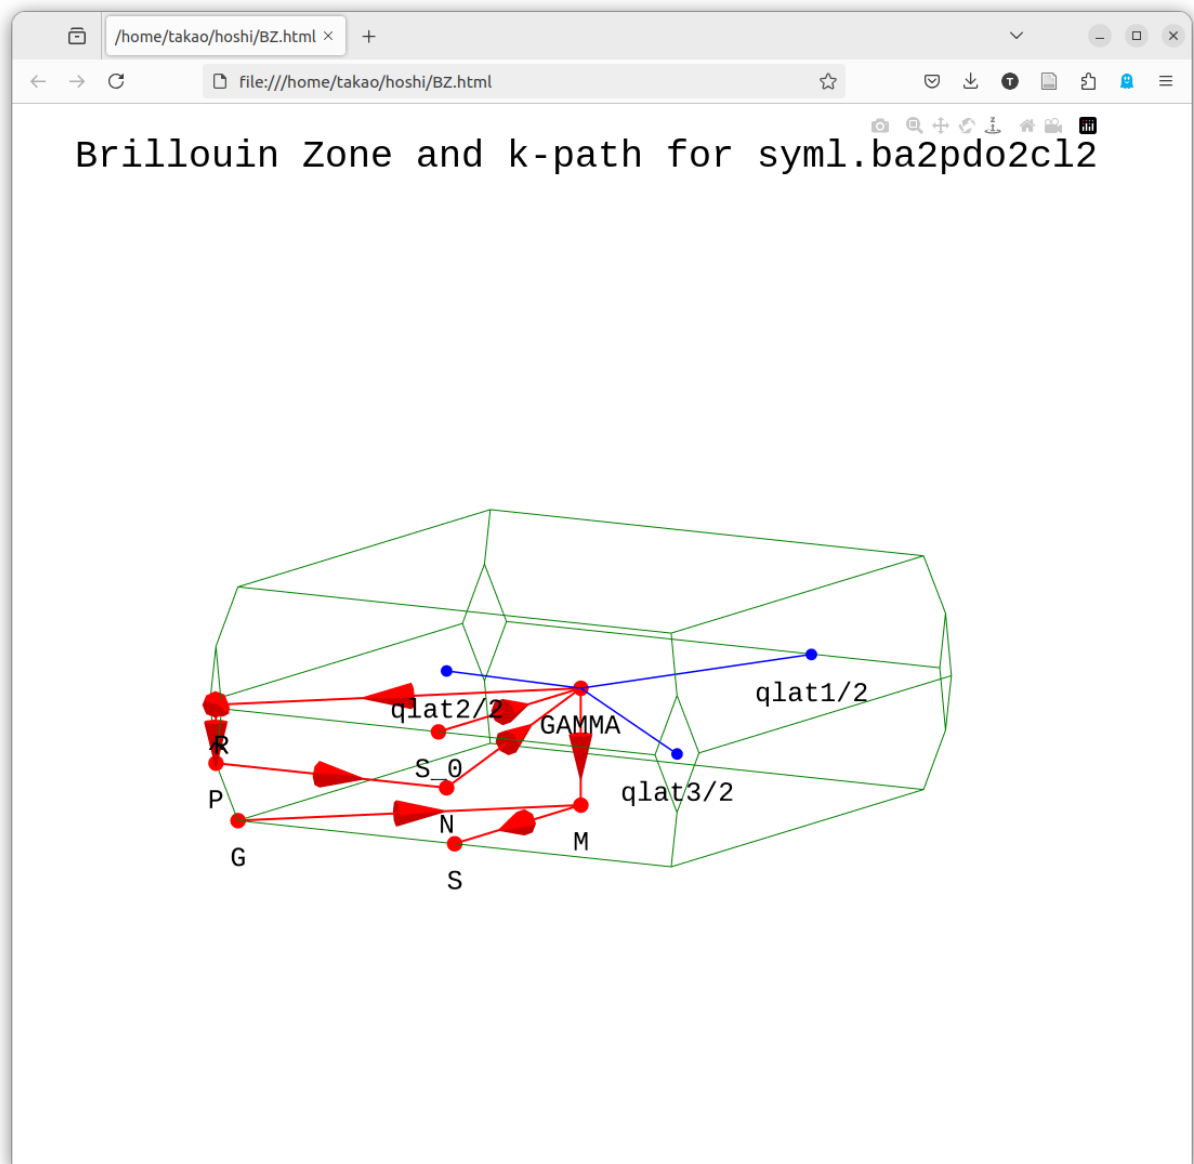 /home/takao/hoshi/BZ.html
file:///home/takao/hoshi/BZ.html
T
Brillouin Zone and k-path for syml.ba2pdo2cl2
qlat1/2
qlat2/2
GAMMA
R
S_0
qlat3/2
P
N
M
G
S